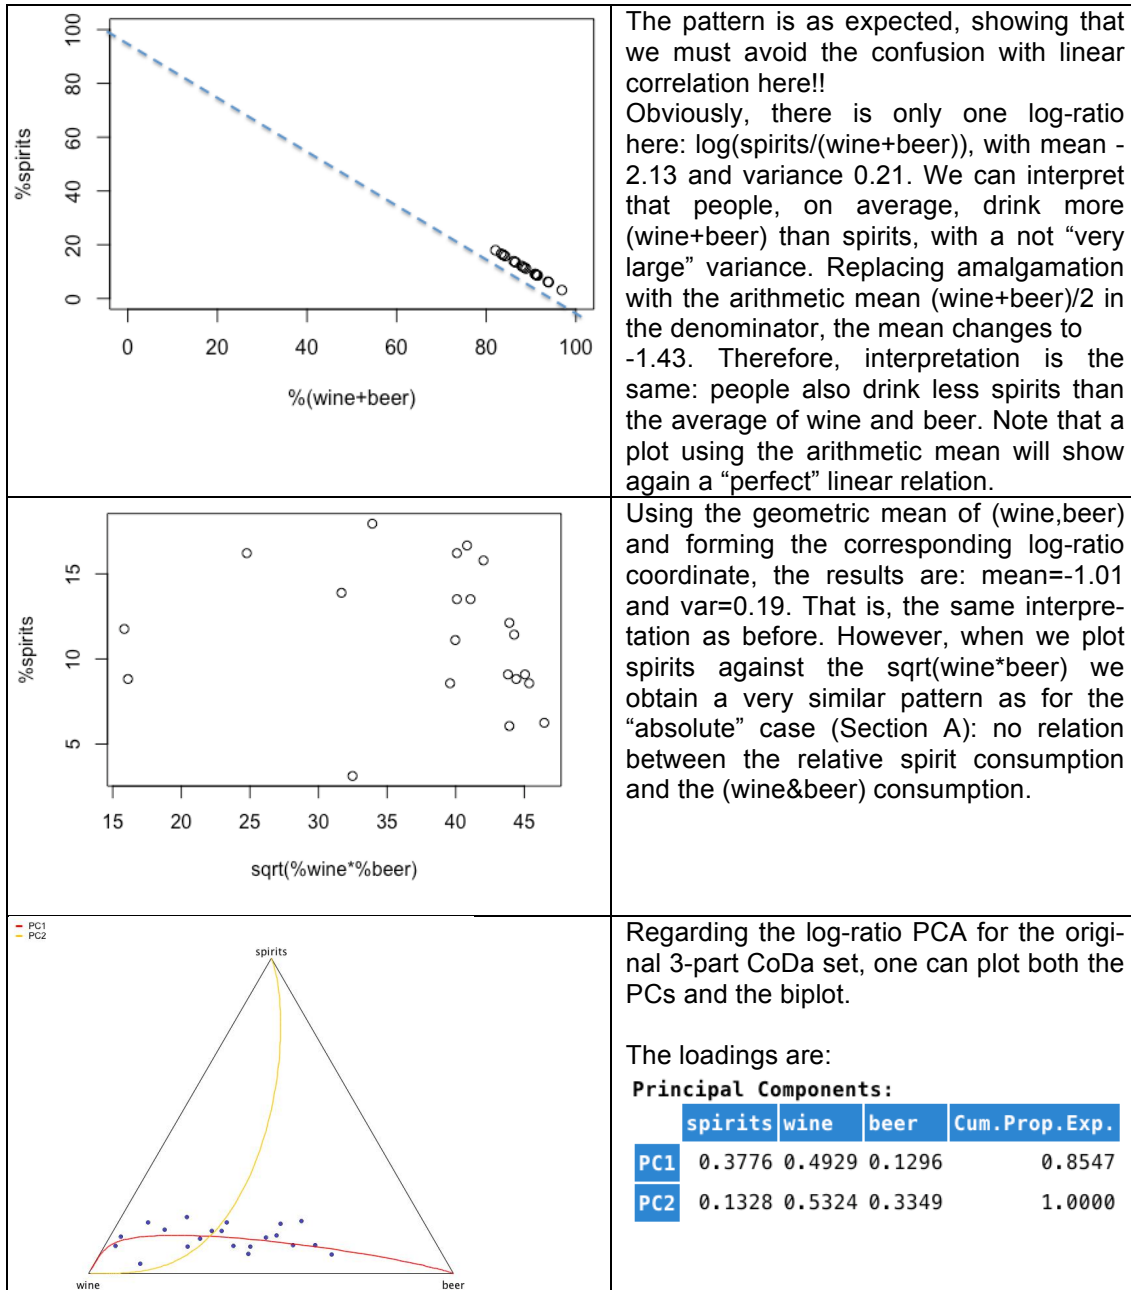 100
80
60
40
20
0
%spirits
0 20 40 60 80 100
%(wine+beer)
The pattern is as expected, showing that
we must avoid the confusion with linear
correlation here!!
Obviously, there is only one log-ratio
here: log(spirits/(wine+beer)), with mean -
2.13 and variance 0.21. We can interpret
that people, on average, drink more
(wine+beer) than spirits, with a not “very
large” variance. Replacing amalgamation
with the arithmetic mean (wine+beer)/2 in
the denominator, the mean changes to
-1.43. Therefore, interpretation is the
same: people also drink less spirits than
the average of wine and beer. Note that a
plot using the arithmetic mean will show
again a “perfect” linear relation.
15
10
5
%spirits
15 20 25 30 35 40 45
sqrt(%wine*%beer)
Using the geometric mean of (wine,beer)
and forming the corresponding log-ratio
coordinate, the results are: mean=-1.01
and var=0.19. That is, the same interpre-
tation as before. However, when we plot
spirits against the sqrt(wine*beer) we
obtain a very similar pattern as for the
“absolute” case (Section A): no relation
between the relative spirit consumption
and the (wine&beer) consumption.
PC1
PC2
spirits
wine beer
Regarding the log-ratio PCA for the origi-
nal 3-part CoDa set, one can plot both the
PCs and the biplot.
The loadings are:
Principal Components:
spirits wine beer Cum.Prop.Exp.
PC1 0.3776 0.4929 0.1296 0.8547
PC2 0.1328 0.5324 0.3349 1.0000